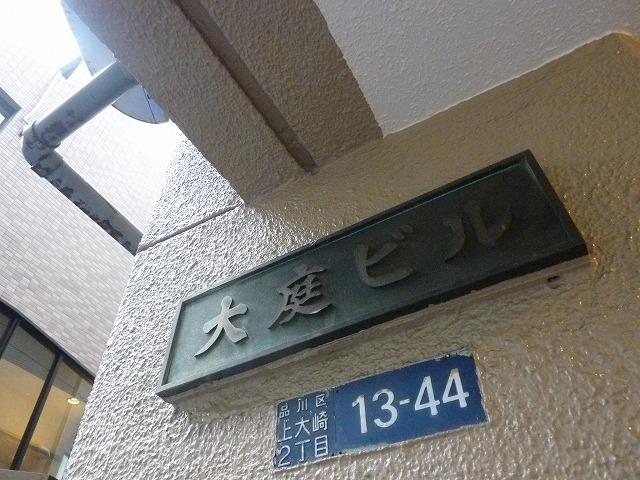 大庭ビル
品川区
上大崎
2丁目
13-44